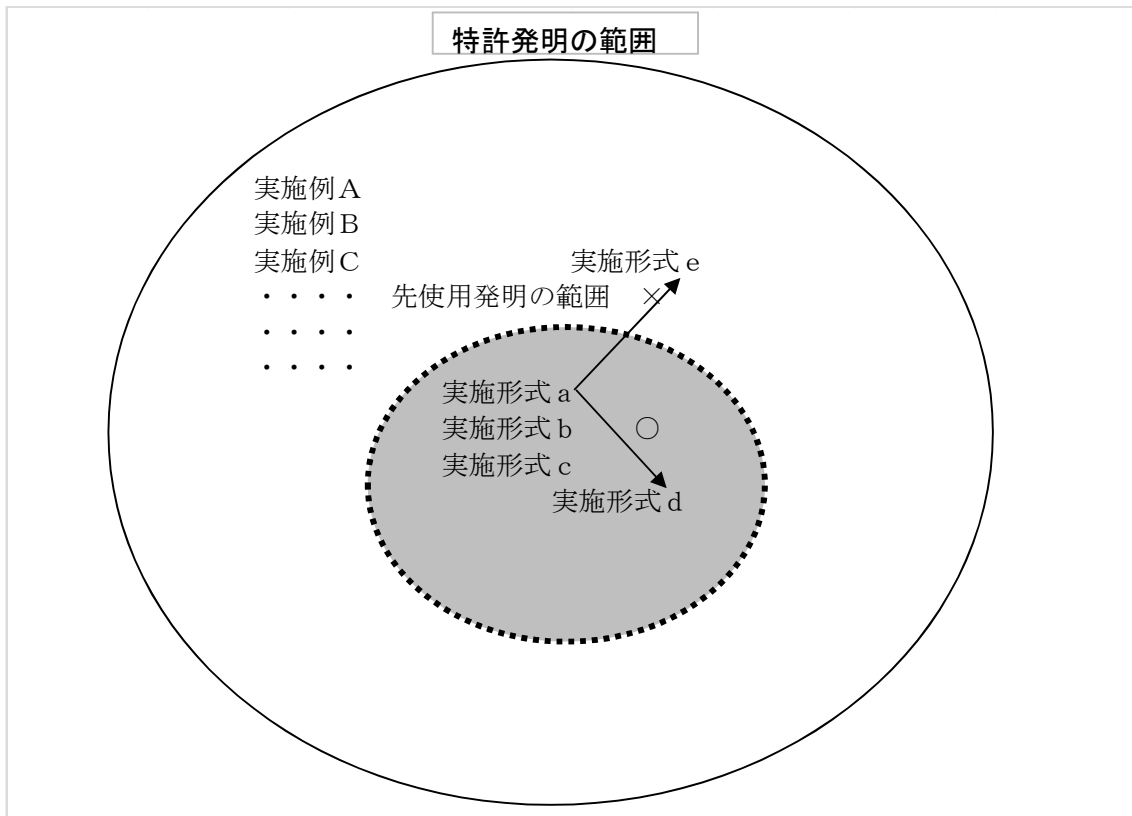 特許発明の範囲
実施例Ａ
実施例Ｂ
実施例Ｃ
・・・・
・・・・
・・・・
実施形式ｅ
先使用発明の範囲
×
実施形式ａ
実施形式ｂ
○
実施形式ｃ
実施形式ｄ